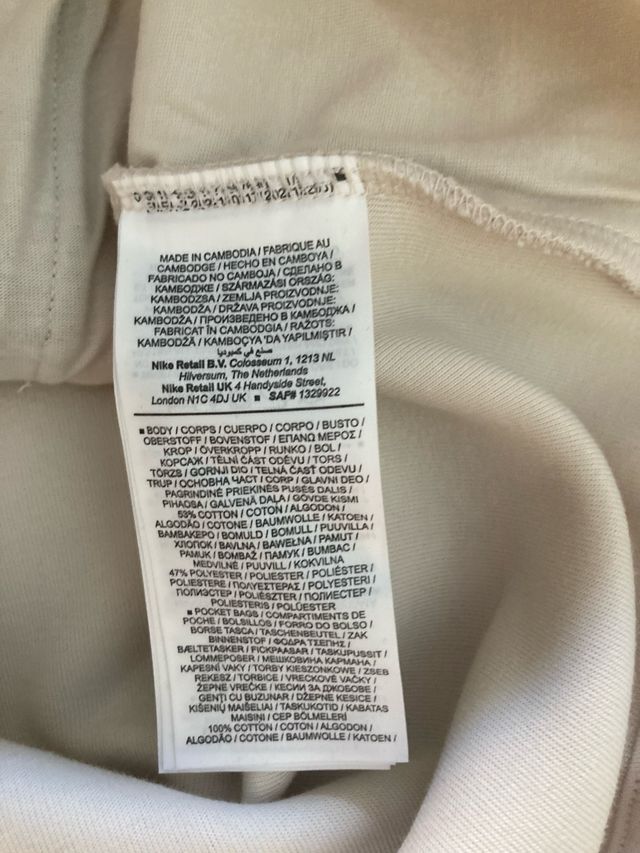 MADE IN CAMBODIA / FABRIQUE AU
CAMBODGE / HECHO EN CAMBOYA /
FABRICADO NO CAMBOJA / СДЕЛАНО В
КАМБОДЖЕ / SZÁRMAZÁSI ORSZÁG:
KAMBODZSA / ZEMLJA PROIZVODNJE:
KAMBODŽA / DRŽAVA PROIZVODNJE:
KAMBODŽA / ПРОИЗВЕДЕНО В КАМБОДЖА /
FABRICAT ÎN CAMBODGIA / RAŽOTS:
KAMBODŽĀ / KAMBOÇYA 'DA YAPILMIŞTIR /
صنع في كمبوديا
Nike Retail B.V. Colosseum 1, 1213 NL
Hilversum, The Netherlands
Nike Retail UK 4 Handyside Street,
London N1C 4DJ UK ■ SAP# 1329922
■ BODY / CORPS / CUERPO / CORPO / BUSTO /
OBERSTOFF / BOVENSTOF / ΕΠΑΝΩ ΜΕΡΟΣ /
KROP / ÖVERKROPP / RUNKO / BOL /
КОРСАЖ / TĚLNÍ ČÁST ODĚVU / TORS /
TÖRZS / GORNJI DIO / TELNÁ ČASŤ ODEVU /
TRUP / ОСНОВНА ЧАСТ / CORP / GLAVNI DEO /
PAGRINDINĖ PRIEKINĖS PUSĖS DALIS /
PIHAOSA / GALVENĀ DAĻA / GÖVDE KISMI
53% COTTON / COTON / ALGODON /
ALGODÃO / COTONE / BAUMWOLLE / KATOEN /
ΒΑΜΒΑΚΕΡΟ / BOMULD / BOMULL / PUUVILLA /
ХЛОПОК / BAVLNA / BAWEŁNA / PAMUT /
PAMUK / BOMBAŽ / ПАМУК / BUMBAC /
MEDVILNĖ / PUUVILL / KOKVILNA
47% POLYESTER / POLIESTER / POLIÉSTER /
POLIESTERE / ΠΟΛΥΕΣΤΕΡΑΣ / POLYESTERI /
ПОЛИЭСТЕР / POLIÉSZTER / ПОЛИЕСТЕР /
POLIESTERIS / POLÜESTER
■ POCKET BAGS / COMPARTIMENTS DE
POCHE / BOLSILLOS / FORRO DO BOLSO /
BORSE TASCA / TASCHENBEUTEL / ZAK
BINNENSTOF / ΦΟΔΡΑ ΤΣΕΠΗΣ /
BÆLTETASKER / FICKPÅSAR / TASKUPUSSIT /
LOMMEPOSER / МЕШКОВИНА КАРМАНА /
KAPESNÍ VAKY / TORBY KIESZONKOWE / ZSEB
REKESZ / TORBICE / VRECKOVÉ VAČKY /
ŽEPNE VREČKE / КЕСИИ ЗА ДЖОБОВЕ /
GENȚI CU BUZUNAR / DŽEPNE KESICE /
KIŠENIŲ MAIŠELIAI / TASKUKOTID / KABATAS
MAISIŅI / CEP BÖLMELERİ
100% COTTON / COTON / ALGODON /
ALGODÃO / COTONE / BAUMWOLLE / KATOEN /